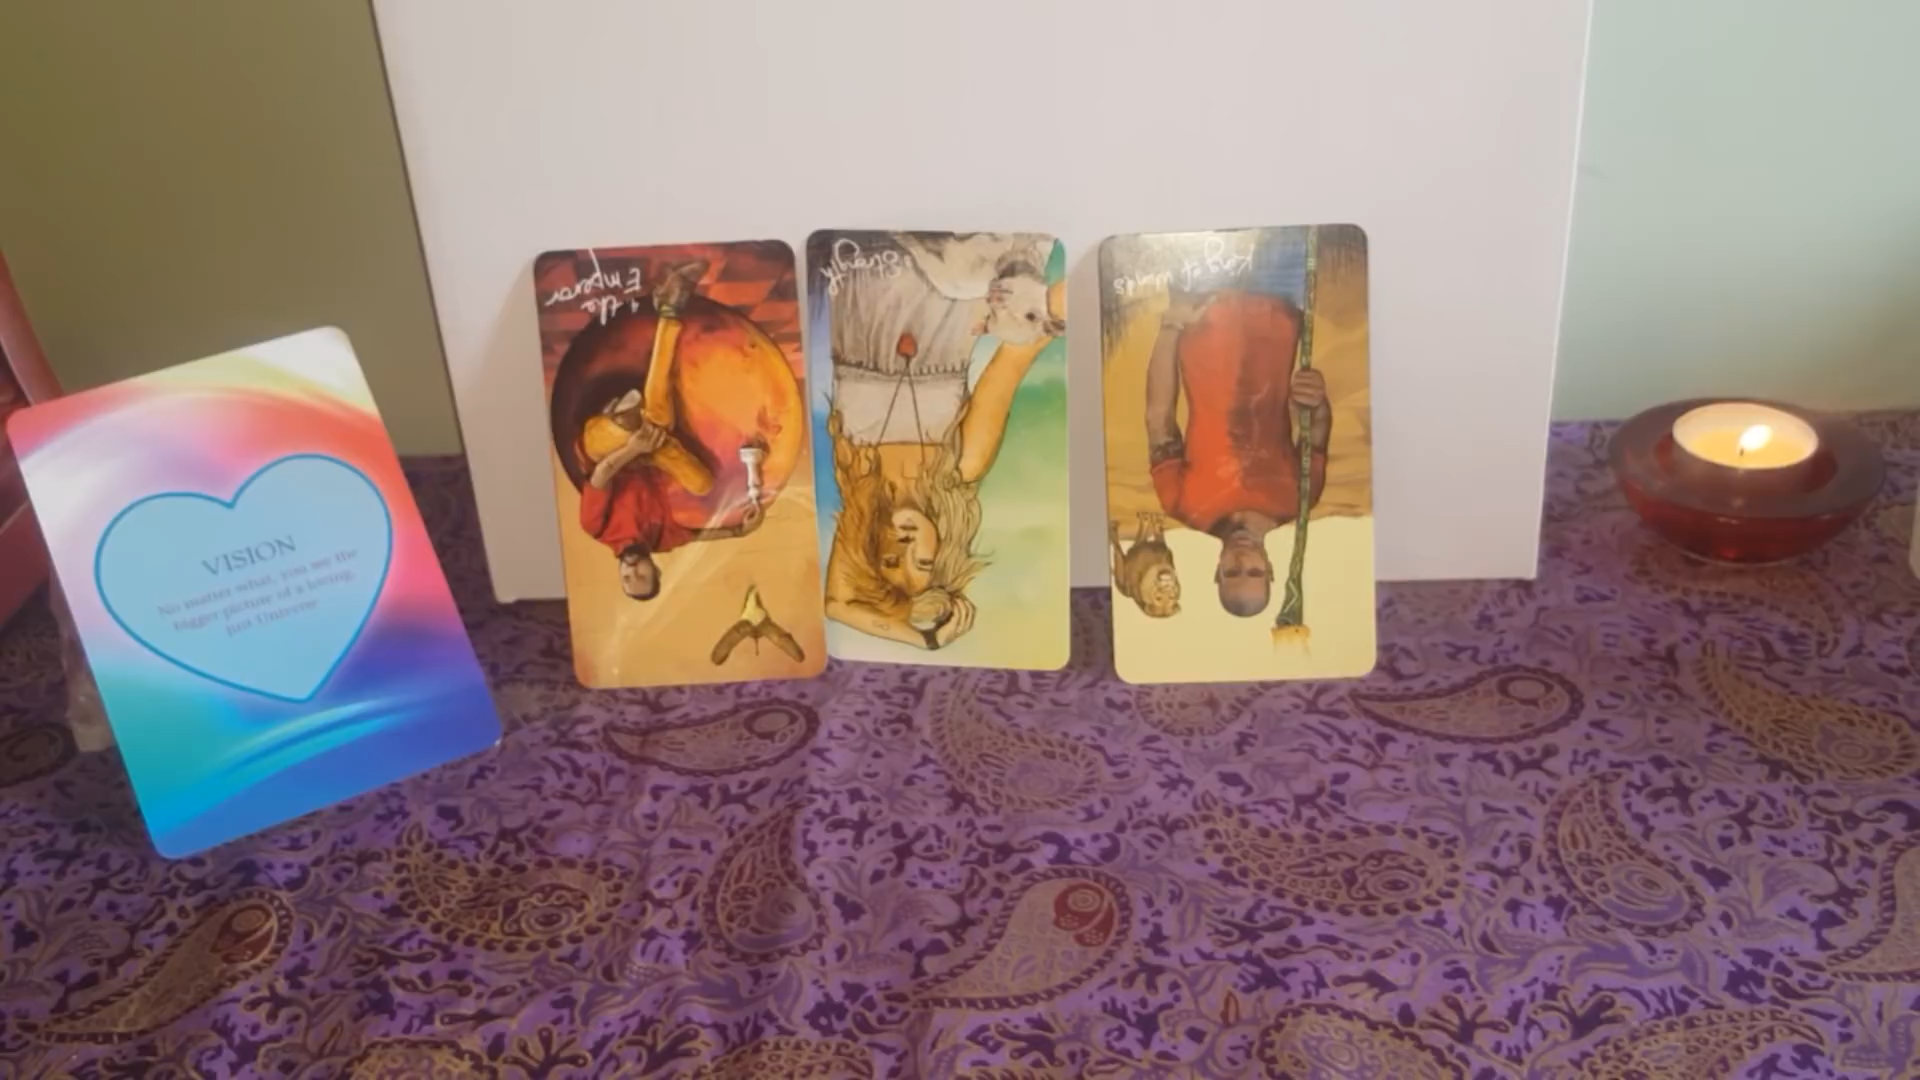 VISION
No matter what, you see the
bigger picture of a loving,
just Universe
4 the
Emperor
Strength
King of Wands